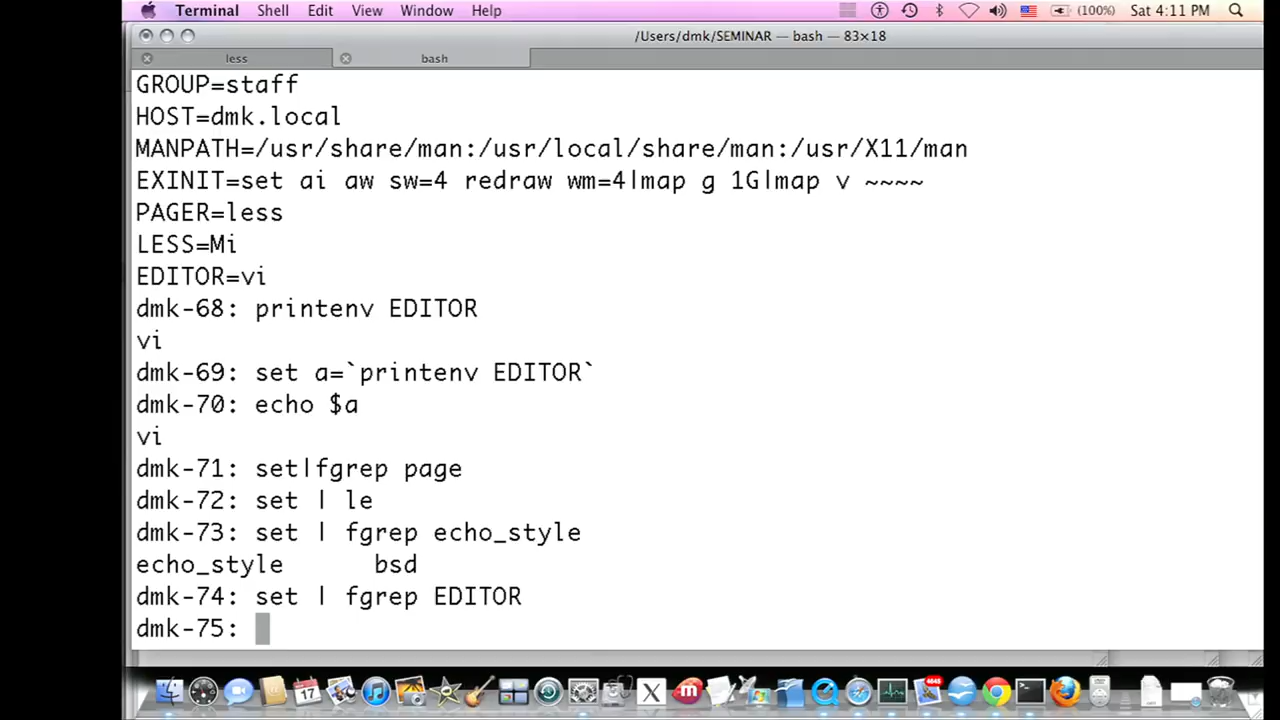 Terminal Shell Edit View Window Help (100%) Sat 4:11 PM
/Users/dmk/SEMINAR — bash — 83×18
less bash
GROUP=staff
HOST=dmk.local
MANPATH=/usr/share/man:/usr/local/share/man:/usr/X11/man
EXINIT=set ai aw sw=4 redraw wm=4|map g 1G|map v ~~~~
PAGER=less
LESS=Mi
EDITOR=vi
dmk-68: printenv EDITOR
vi
dmk-69: set a=`printenv EDITOR`
dmk-70: echo $a
vi
dmk-71: set|fgrep page
dmk-72: set | le
dmk-73: set | fgrep echo_style
echo_style bsd
dmk-74: set | fgrep EDITOR
dmk-75:
17